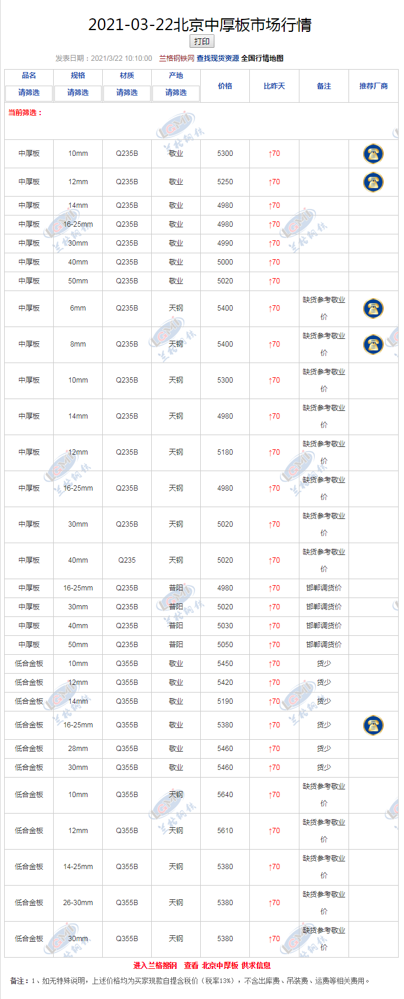 2021-03-22北京中厚板市场行情
打印
发表日期：2021/3/22 10:10:00 兰格钢铁网 查找现货资源 全国行情地图
品名 规格 材质 产地 价格 比昨天 备注 推荐厂商
请筛选 请筛选 请筛选 请筛选
当前筛选：
中厚板 10mm Q235B 敬业 5300 ↑70
中厚板 12mm Q235B 敬业 5250 ↑70
中厚板 14mm Q235B 敬业 4980 ↑70
中厚板 16-25mm Q235B 敬业 4980 ↑70
中厚板 30mm Q235B 敬业 4990 ↑70
中厚板 40mm Q235B 敬业 5000 ↑70
中厚板 50mm Q235B 敬业 5020 ↑70
中厚板 6mm Q235B 天钢 5400 ↑70 缺货参考敬业
价
中厚板 8mm Q235B 天钢 5400 ↑70 缺货参考敬业
价
中厚板 10mm Q235B 天钢 5300 ↑70 缺货参考敬业
价
中厚板 14mm Q235B 天钢 4980 ↑70 缺货参考敬业
价
中厚板 12mm Q235B 天钢 5180 ↑70 缺货参考敬业
价
中厚板 16-25mm Q235B 天钢 4980 ↑70 缺货参考敬业
价
中厚板 30mm Q235B 天钢 5020 ↑70 缺货参考敬业
价
中厚板 40mm Q235 天钢 5020 ↑70 缺货参考敬业
价
中厚板 16-25mm Q235B 普阳 4980 ↑70 邯郸调货价
中厚板 30mm Q235B 普阳 5020 ↑70 邯郸调货价
中厚板 40mm Q235B 普阳 5030 ↑70 邯郸调货价
中厚板 50mm Q235B 普阳 5050 ↑70 邯郸调货价
低合金板 10mm Q355B 敬业 5450 ↑70 货少
低合金板 12mm Q355B 敬业 5420 ↑70 货少
低合金板 14mm Q355B 敬业 5190 ↑70 货少
低合金板 16-25mm Q355B 敬业 5380 ↑70 货少
低合金板 28mm Q355B 敬业 5460 ↑70 货少
低合金板 30mm Q355B 敬业 5460 ↑70 货少
低合金板 10mm Q355B 天钢 5640 ↑70 缺货参考敬业
价
低合金板 12mm Q355B 天钢 5610 ↑70 缺货参考敬业
价
低合金板 14-25mm Q355B 天钢 5380 ↑70 缺货参考敬业
价
低合金板 26-30mm Q355B 天钢 5380 ↑70 缺货参考敬业
价
低合金板 30mm Q355B 天钢 5380 ↑70 缺货参考敬业
价
进入兰格搜网 查看 北京中厚板 供求信息
备注：1、如无特殊说明，上述价格均为买家现款自提含税价（税率13%），不含出库费、吊装费、运费等相关费用。
LGMI
兰格钢铁